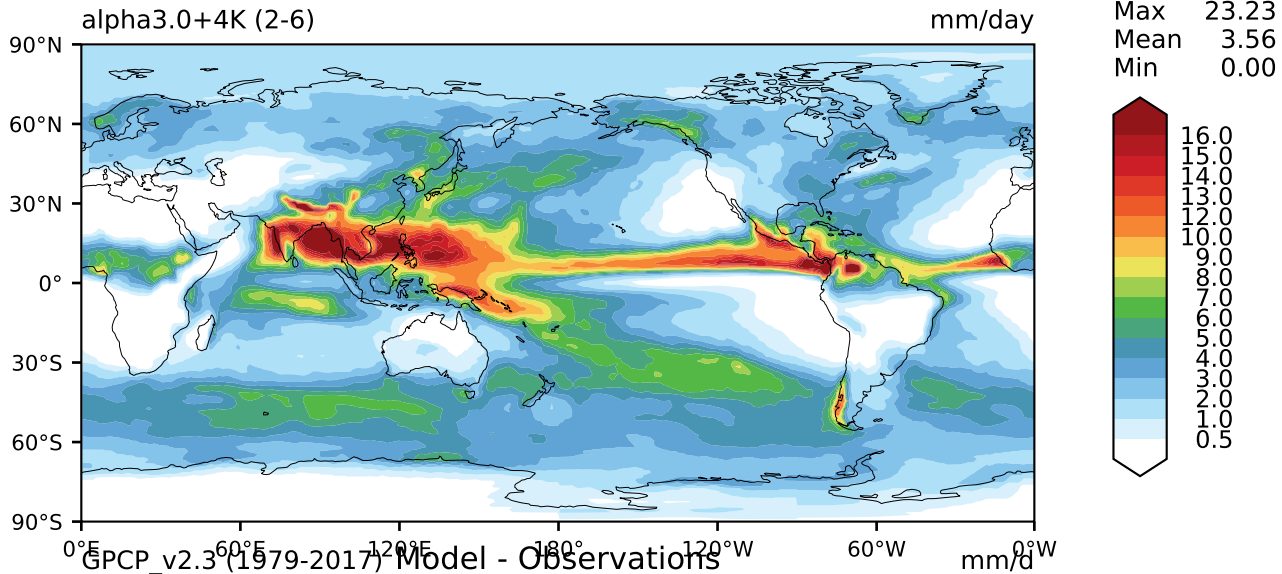 alpha3.0+4K (2-6)
mm/day
Max 23.23
Mean 3.56
Min 0.00
90°N
60°N
30°N
0°
30°S
60°S
90°S
16.0
15.0
14.0
13.0
12.0
10.0
9.0
8.0
7.0
6.0
5.0
4.0
3.0
2.0
1.0
0.5
0°E 60°E 120°E 180° 120°W 60°W 0°W
GPCP_v2.3 (1979-2017) Model - Observations mm/d